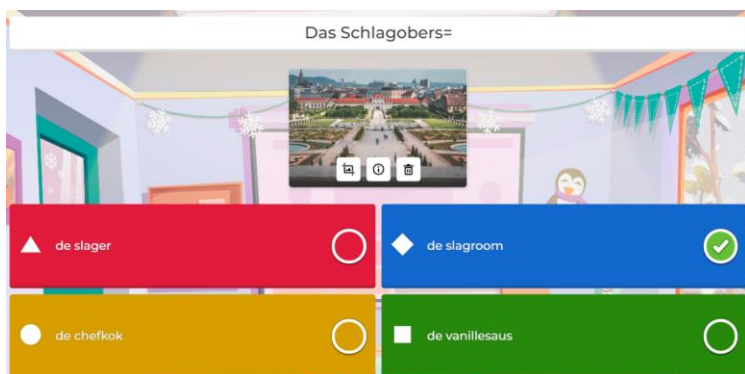 Das Schlagobers=
de slager
de slagroom
de chefkok
de vanillesaus